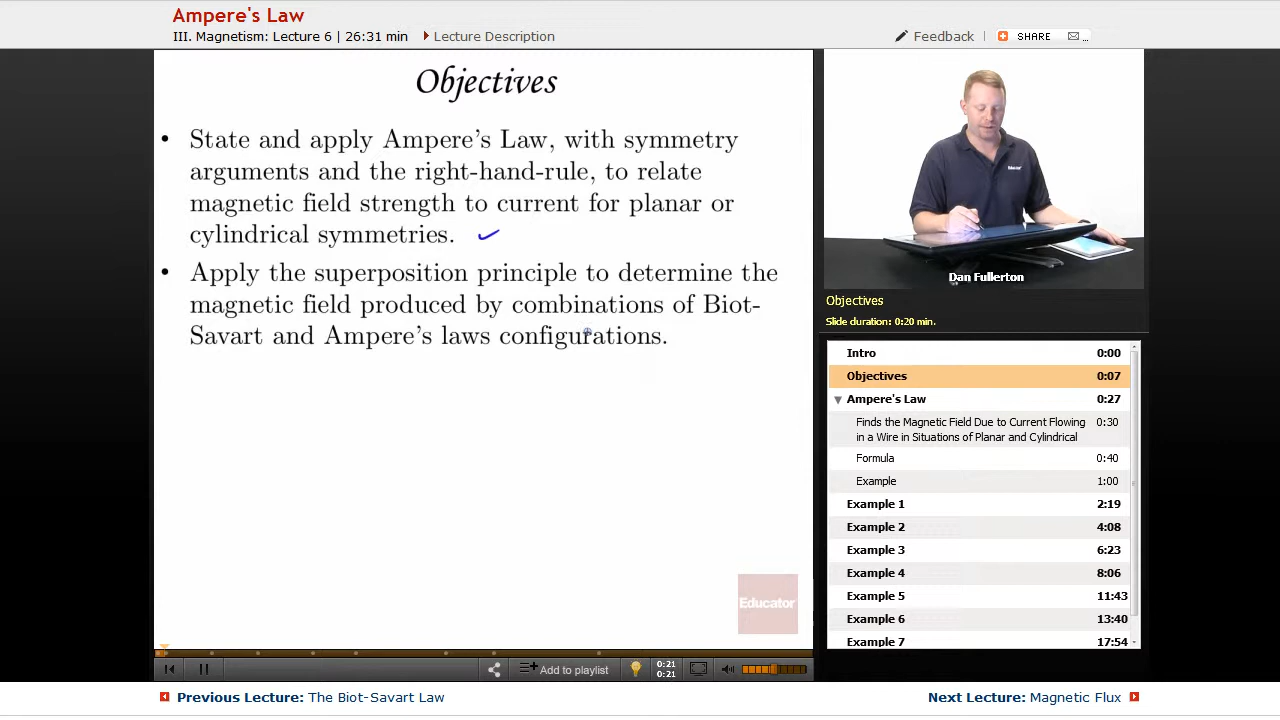 Ampere's Law
III. Magnetism: Lecture 6 | 26:31 min
Lecture Description
Feedback
SHARE
Objectives
• State and apply Ampere's Law, with symmetry
arguments and the right-hand-rule, to relate
magnetic field strength to current for planar or
cylindrical symmetries.
• Apply the superposition principle to determine the
magnetic field produced by combinations of Biot-
Savart and Ampere's laws configurations.
Educator
Dan Fullerton
Objectives
Slide duration: 0:20 min.
Intro 0:00
Objectives 0:07
Ampere's Law 0:27
Finds the Magnetic Field Due to Current Flowing 0:30
in a Wire in Situations of Planar and Cylindrical
Formula 0:40
Example 1:00
Example 1 2:19
Example 2 4:08
Example 3 6:23
Example 4 8:06
Example 5 11:43
Example 6 13:40
Example 7 17:54
Add to playlist
0:21
0:21
Previous Lecture: The Biot-Savart Law
Next Lecture: Magnetic Flux